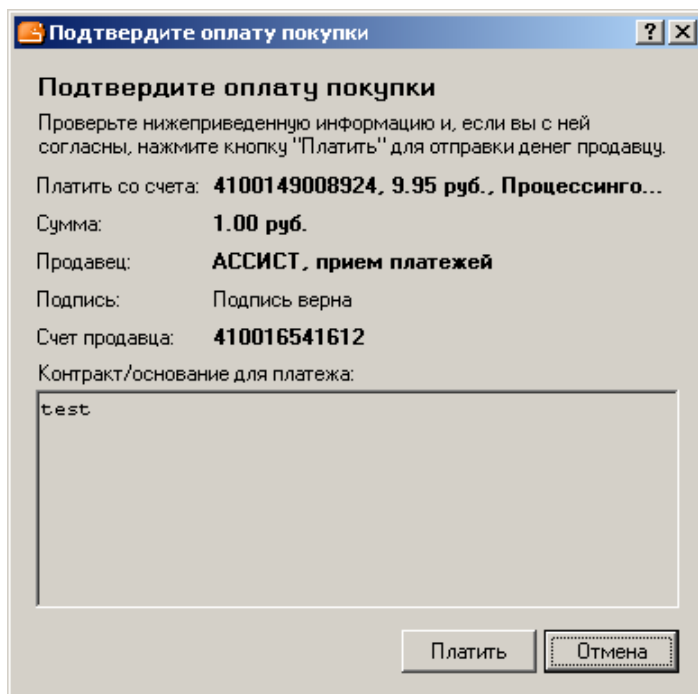 Подтвердите оплату покупки
Подтвердите оплату покупки
Проверьте нижеприведенную информацию и, если вы с ней
согласны, нажмите кнопку "Платить" для отправки денег продавцу.
Платить со счета: 4100149008924, 9.95 руб., Процессинго...
Сумма: 1.00 руб.
Продавец: АССИСТ, прием платежей
Подпись: Подпись верна
Счет продавца: 410016541612
Контракт/основание для платежа:
test
Платить Отмена